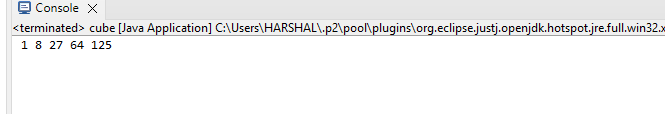 Console
<terminated> cube [Java Application] C:\Users\HARSHAL\.p2\pool\plugins\org.eclipse.justj.openjdk.hotspot.jre.full.win32.x
1 8 27 64 125